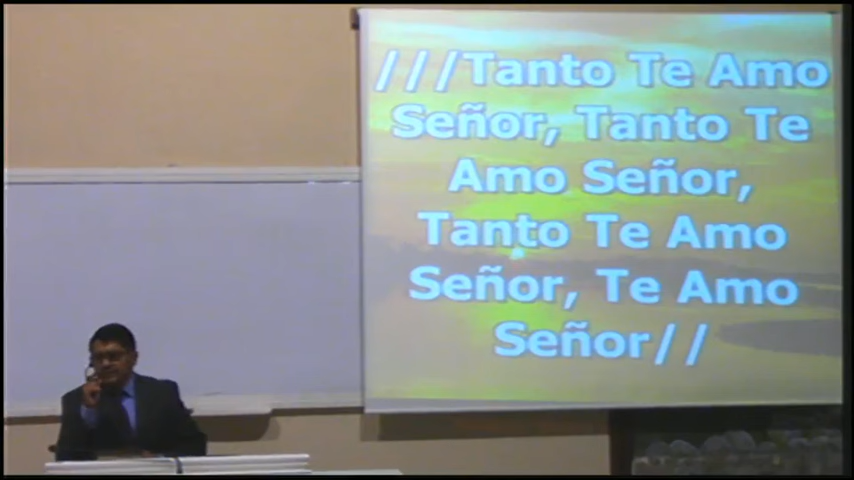 ///Tanto Te Amo
Señor, Tanto Te
Amo Señor,
Tanto Te Amo
Señor, Te Amo
Señor//